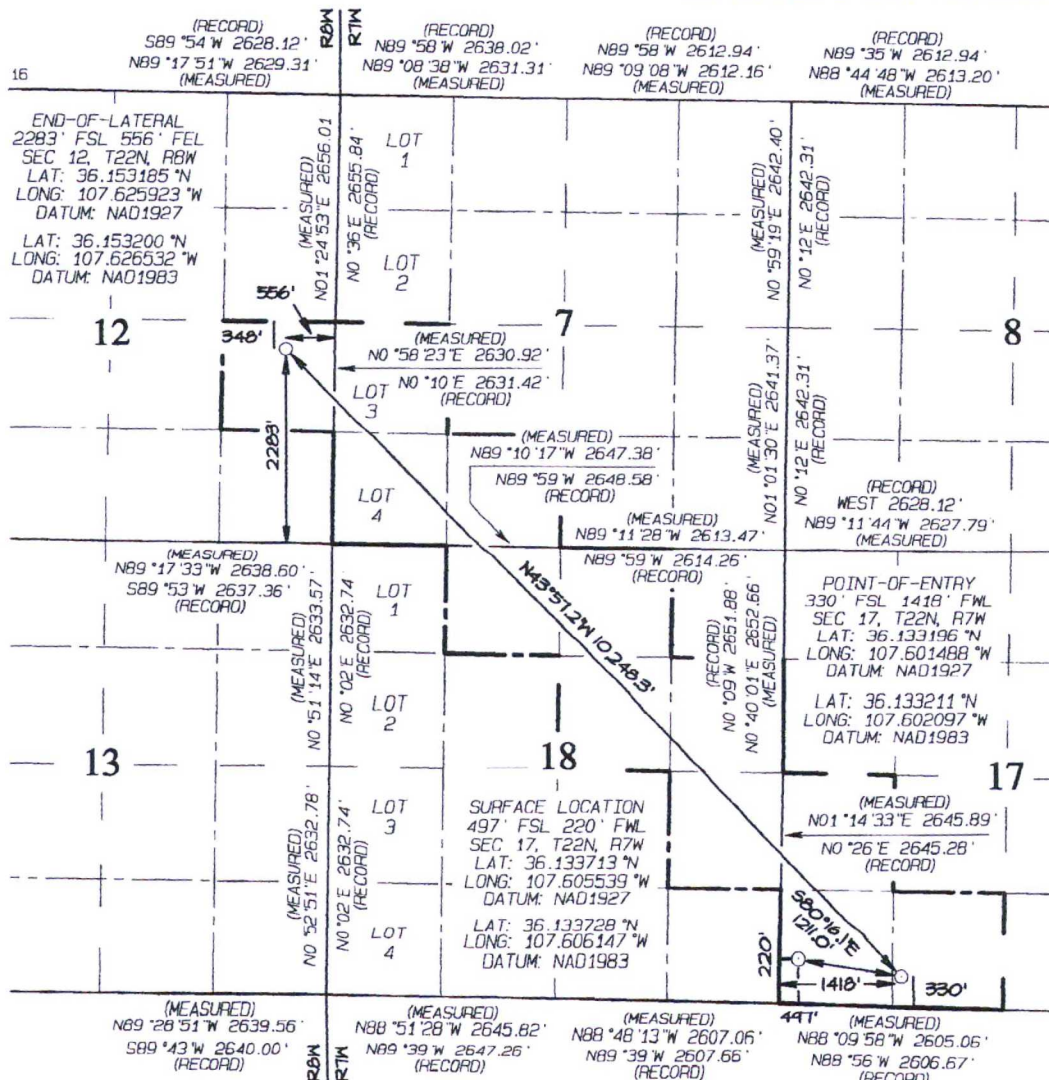 (RECORD)
S89°54'W 2628.12'
N89°17'51"W 2629.31'
(MEASURED)
R8W
R7W
(RECORD)
N89°58'W 2638.02'
N89°08'38"W 2631.31'
(MEASURED)
(RECORD)
N89°58'W 2612.94'
N89°09'08"W 2612.16'
(MEASURED)
(RECORD)
N89°35'W 2612.94'
N88°44'48"W 2613.20'
(MEASURED)
16
END-OF-LATERAL
2283' FSL 556' FEL
SEC 12, T22N, R8W
LAT: 36.153185°N
LONG: 107.625923°W
DATUM: NAD1927
LAT: 36.153200°N
LONG: 107.626532°W
DATUM: NAD1983
(MEASURED)
N01°24'53"E 2656.01
N0°36'E 2655.84'
(RECORD)
LOT
1
LOT
2
(MEASURED)
N0°59'19"E 2642.40'
N0°12'E 2642.31'
(RECORD)
12
7
8
556'
348'
2283'
(MEASURED)
N0°58'23"E 2630.92'
N0°10'E 2631.42'
(RECORD)
LOT
3
LOT
4
(MEASURED)
N89°10'17"W 2647.38'
N89°59'W 2648.58'
(RECORD)
(MEASURED)
N01°01'30"E 2641.37'
N0°12'E 2642.31'
(RECORD)
(MEASURED)
N89°11'28"W 2613.47'
N89°59'W 2614.26'
(RECORD)
(RECORD)
WEST 2628.12'
N89°11'44"W 2627.79'
(MEASURED)
(MEASURED)
N89°17'33"W 2638.60'
S89°53'W 2637.36'
(RECORD)
N43°57.2'W 10,248.3'
(MEASURED)
N0°51'14"E 2633.57'
N0°02'E 2632.74'
(RECORD)
LOT
1
LOT
2
(RECORD)
N0°09'W 2651.88'
N0°40'01"E 2652.66'
(MEASURED)
POINT-OF-ENTRY
330' FSL 1418' FWL
SEC 17, T22N, R7W
LAT: 36.133196°N
LONG: 107.601488°W
DATUM: NAD1927
LAT: 36.133211°N
LONG: 107.602097°W
DATUM: NAD1983
13
18
17
(MEASURED)
N0°52'51"E 2632.78'
N0°02'E 2632.74'
(RECORD)
LOT
3
LOT
4
SURFACE LOCATION
497' FSL 220' FWL
SEC 17, T22N, R7W
LAT: 36.133713°N
LONG: 107.605539°W
DATUM: NAD1927
LAT: 36.133728°N
LONG: 107.606147°W
DATUM: NAD1983
(MEASURED)
N01°14'33"E 2645.89'
N0°26'E 2645.28'
(RECORD)
S80°16.1'E
1211.0'
220'
1418'
330'
497'
(MEASURED)
N89°28'51"W 2639.56'
S89°43'W 2640.00'
(RECORD)
R8W
R7W
(MEASURED)
N88°51'28"W 2645.82'
N89°39'W 2647.26'
(RECORD)
(MEASURED)
N88°48'13"W 2607.06'
N89°39'W 2607.66'
(RECORD)
(MEASURED)
N88°09'58"W 2605.06'
N88°56'W 2606.67'
(RECORD)